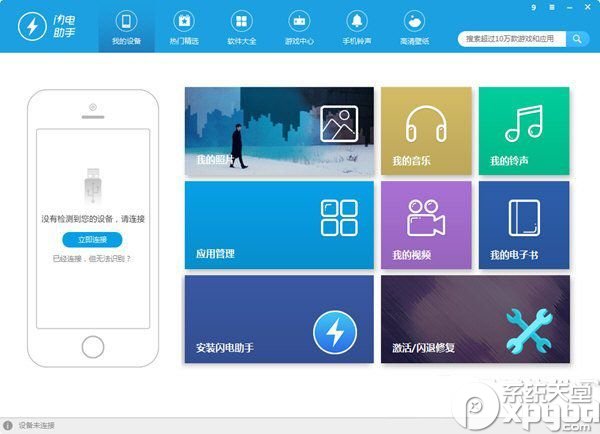 闪电
助手
我的设备
热门精选
软件大全
游戏中心
手机铃声
高清壁纸
9
搜索超过10万款游戏和应用
没有检测到您的设备，请连接
立即连接
已经连接，但无法识别？
我的照片
我的音乐
我的铃声
应用管理
我的视频
我的电子书
安装闪电助手
激活/闪退修复
设备未连接
系统天堂